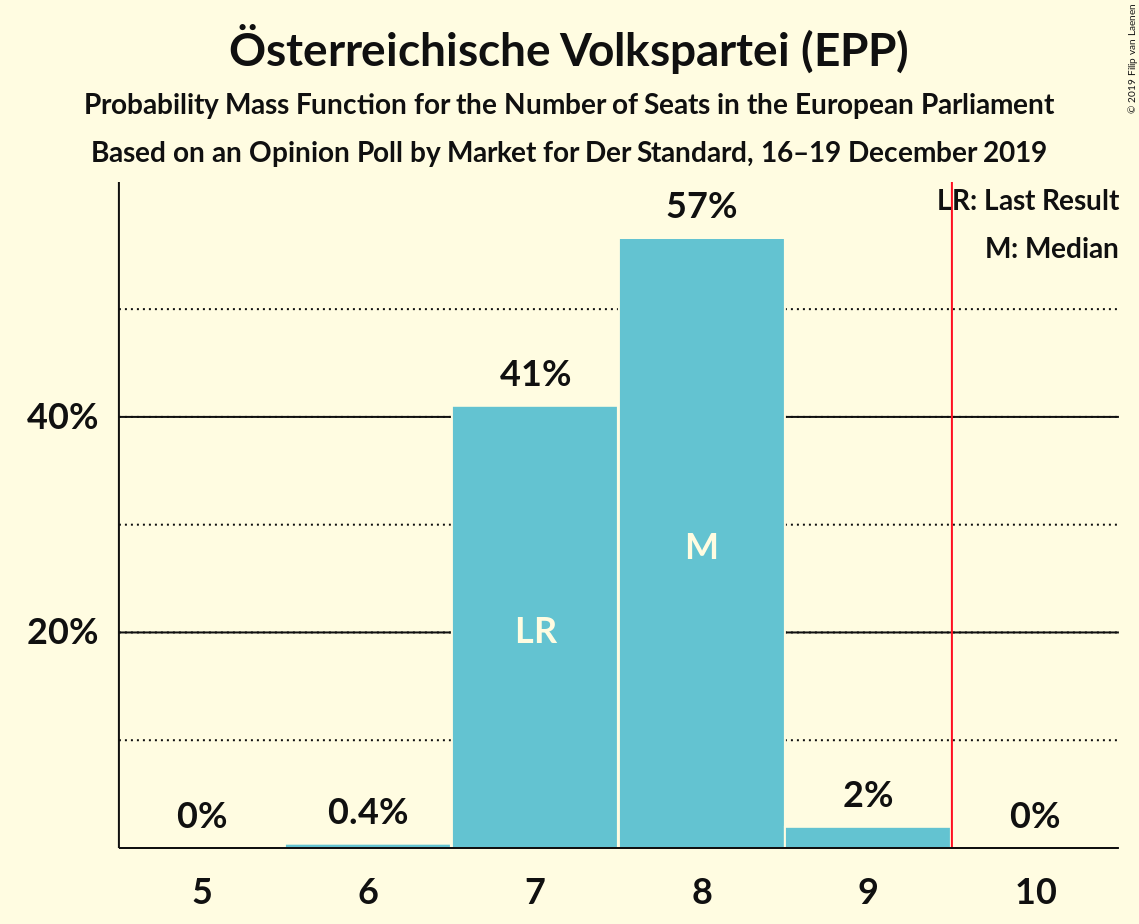 Österreichische Volkspartei (EPP)
Probability Mass Function for the Number of Seats in the European Parliament
Based on an Opinion Poll by Market for Der Standard, 16–19 December 2019
© 2019 Filip van Laenen
LR: Last Result
M: Median
57%
41%
40%
M
LR
20%
2%
0.4%
0%
0%
5
6
7
8
9
10